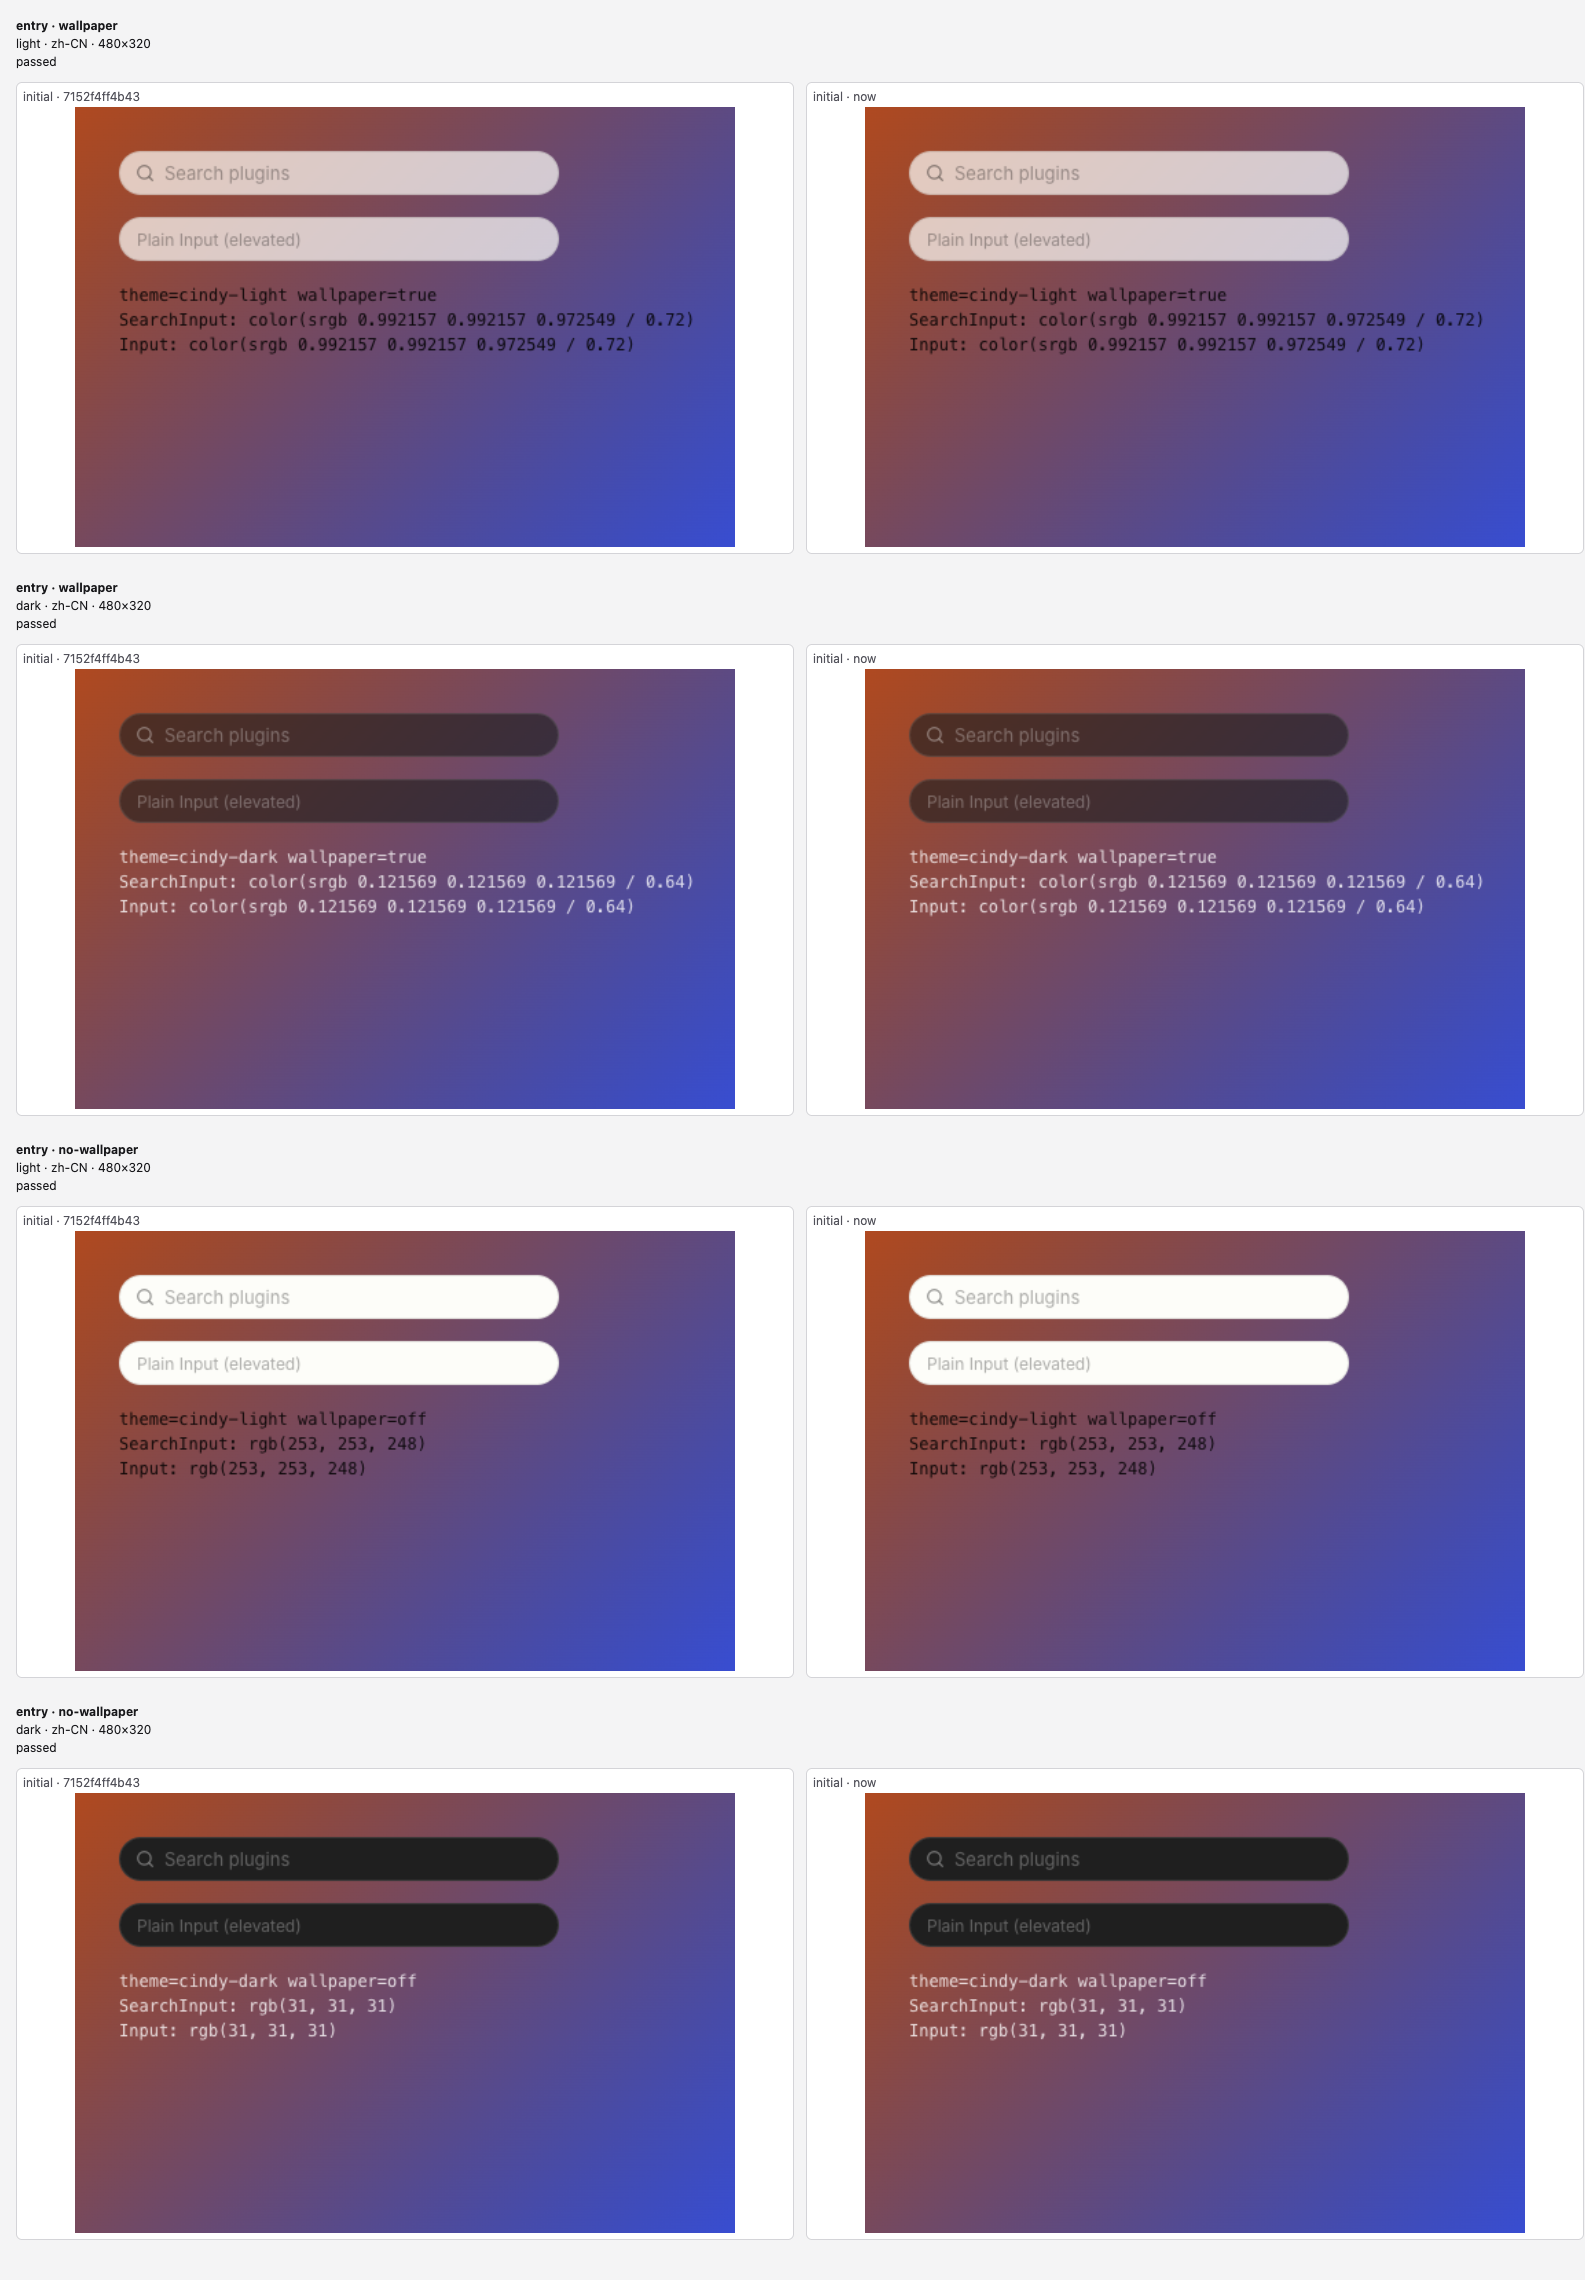 entry · wallpaper
light · zh-CN · 480×320
passed
initial · 7152f4ff4b43
Search plugins
Plain Input (elevated)
theme=cindy-light wallpaper=true
SearchInput: color(srgb 0.992157 0.992157 0.972549 / 0.72)
Input: color(srgb 0.992157 0.992157 0.972549 / 0.72)
initial · now
Search plugins
Plain Input (elevated)
theme=cindy-light wallpaper=true
SearchInput: color(srgb 0.992157 0.992157 0.972549 / 0.72)
Input: color(srgb 0.992157 0.992157 0.972549 / 0.72)
entry · wallpaper
dark · zh-CN · 480×320
passed
initial · 7152f4ff4b43
Search plugins
Plain Input (elevated)
theme=cindy-dark wallpaper=true
SearchInput: color(srgb 0.121569 0.121569 0.121569 / 0.64)
Input: color(srgb 0.121569 0.121569 0.121569 / 0.64)
initial · now
Search plugins
Plain Input (elevated)
theme=cindy-dark wallpaper=true
SearchInput: color(srgb 0.121569 0.121569 0.121569 / 0.64)
Input: color(srgb 0.121569 0.121569 0.121569 / 0.64)
entry · no-wallpaper
light · zh-CN · 480×320
passed
initial · 7152f4ff4b43
Search plugins
Plain Input (elevated)
theme=cindy-light wallpaper=off
SearchInput: rgb(253, 253, 248)
Input: rgb(253, 253, 248)
initial · now
Search plugins
Plain Input (elevated)
theme=cindy-light wallpaper=off
SearchInput: rgb(253, 253, 248)
Input: rgb(253, 253, 248)
entry · no-wallpaper
dark · zh-CN · 480×320
passed
initial · 7152f4ff4b43
Search plugins
Plain Input (elevated)
theme=cindy-dark wallpaper=off
SearchInput: rgb(31, 31, 31)
Input: rgb(31, 31, 31)
initial · now
Search plugins
Plain Input (elevated)
theme=cindy-dark wallpaper=off
SearchInput: rgb(31, 31, 31)
Input: rgb(31, 31, 31)